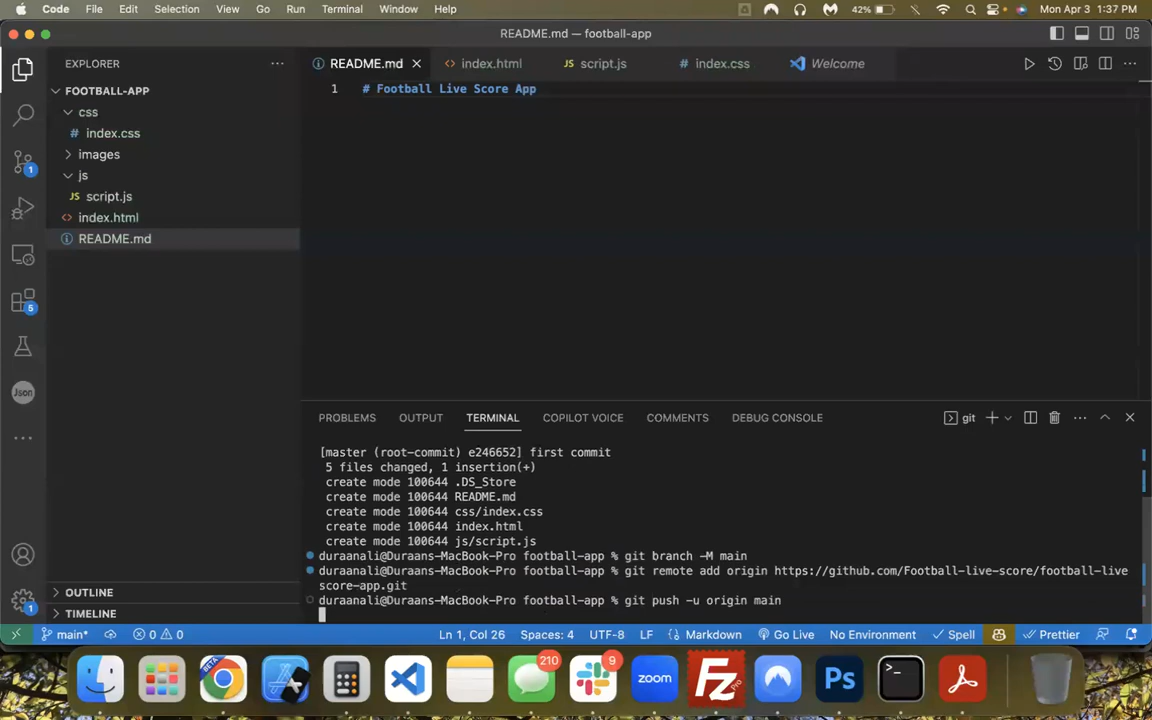 Code File Edit Selection View Go Run Terminal Window Help 42% Mon Apr 3 1:37 PM
README.md — football-app
EXPLORER
README.md index.html JS script.js # index.css Welcome
FOOTBALL-APP
1 # Football Live Score App
css
# index.css
images
js
JS script.js
index.html
README.md
1
5
Json
PROBLEMS OUTPUT TERMINAL COPILOT VOICE COMMENTS DEBUG CONSOLE git
[master (root-commit) e246652] first commit
5 files changed, 1 insertion(+)
create mode 100644 .DS_Store
create mode 100644 README.md
create mode 100644 css/index.css
create mode 100644 index.html
create mode 100644 js/script.js
duraanali@Duraans-MacBook-Pro football-app % git branch -M main
duraanali@Duraans-MacBook-Pro football-app % git remote add origin https://github.com/Football-live-score/football-live
score-app.git
duraanali@Duraans-MacBook-Pro football-app % git push -u origin main
OUTLINE
TIMELINE
1
main* 0 0 Ln 1, Col 26 Spaces: 4 UTF-8 LF Markdown Go Live No Environment Spell Prettier
BETA 210 9 zoom Fz Pro Ps >_